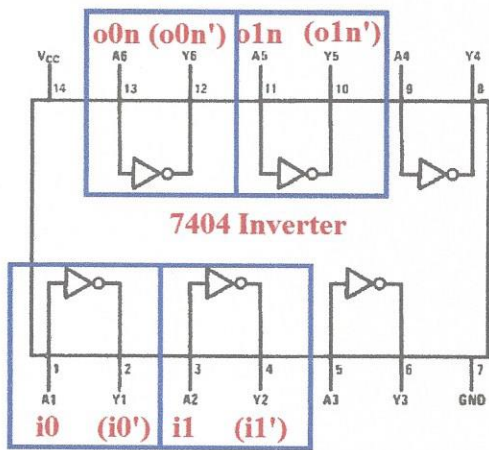 o0n (o0n') o1n (o1n')
VCC A6 Y6 A5 Y5 A4 Y4
14 13 12 11 10 9 8
7404 Inverter
1 2 3 4 5 6 7
A1 Y1 A2 Y2 A3 Y3 GND
i0 (i0') i1 (i1')